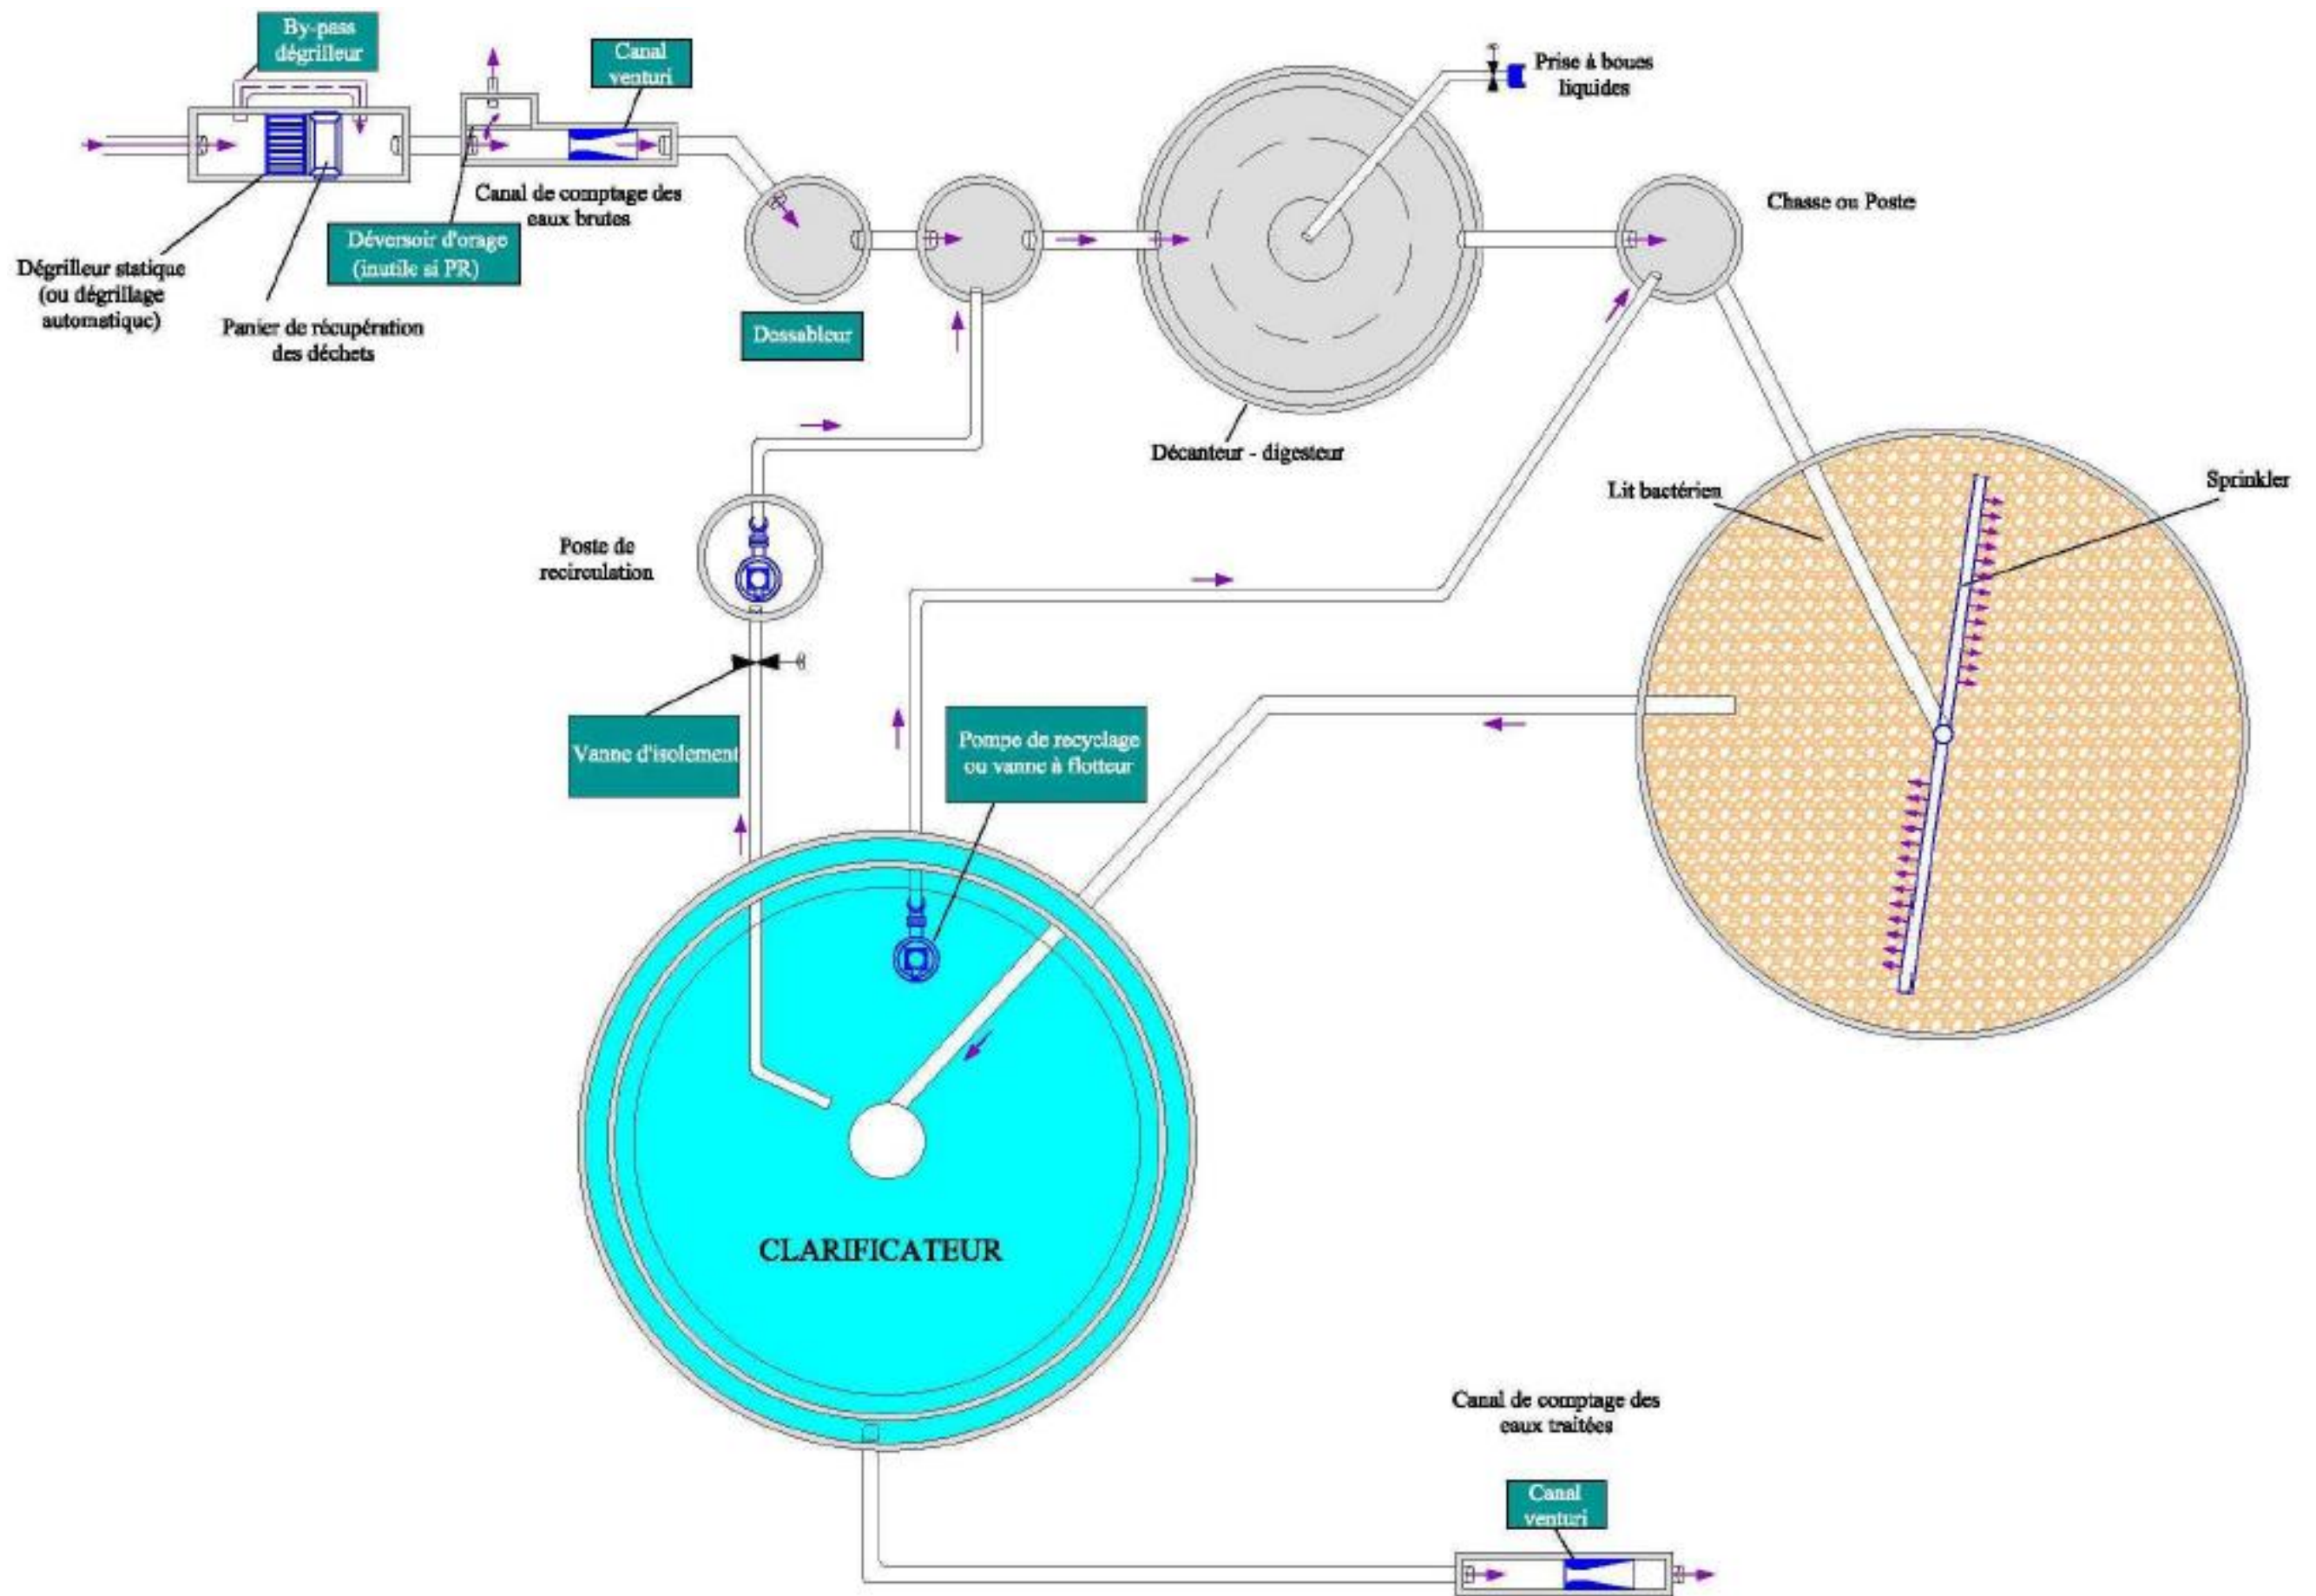 By-pass
dégrilleur
Canal
venturi
Prise à boues
liquides
Canal de comptage des
eaux brutes
Chasse ou Poste
Déversoir d'orage
(inutile si PR)
Dégrilleur statique
(ou dégrillage
automatique)
Panier de récupération
des déchets
Dessableur
Décanteur - digesteur
Lit bactérien
Sprinkler
Poste de
recirculation
Vanne d'isolement
Pompe de recyclage
ou vanne à flotteur
CLARIFICATEUR
Canal de comptage des
eaux traitées
Canal
venturi